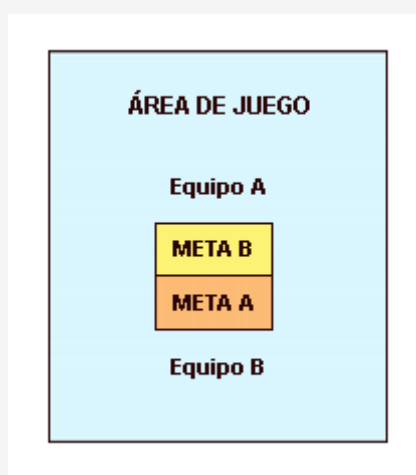 ÁREA DE JUEGO
Equipo A
META B
META A
Equipo B